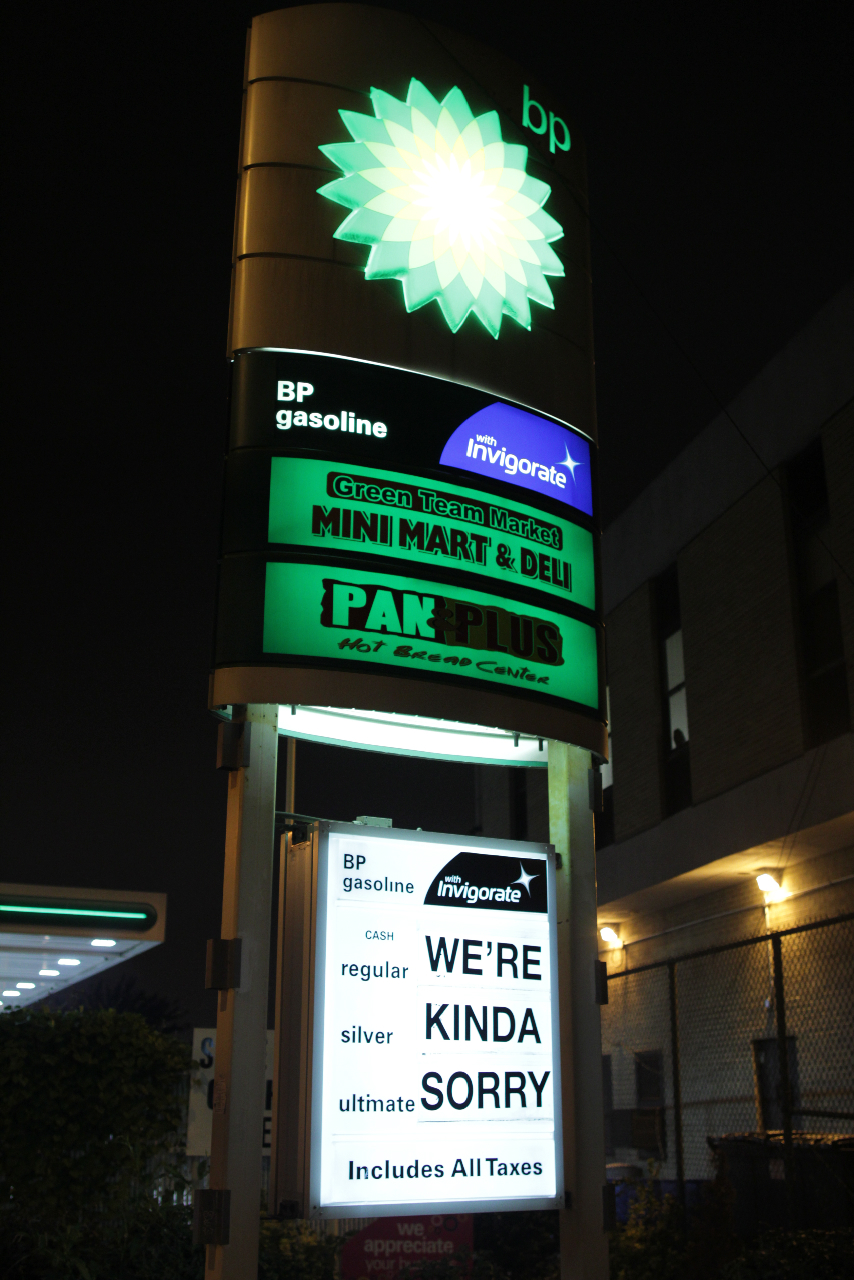 bp
BP
gasoline
with
Invigorate
Green Team Market
MINI MART & DELI
PAN & PLUS
HOT BREAD CENTER
BP
gasoline
with
Invigorate
CASH
regular WE'RE
silver KINDA
ultimate SORRY
Includes All Taxes
we
appreciate
your